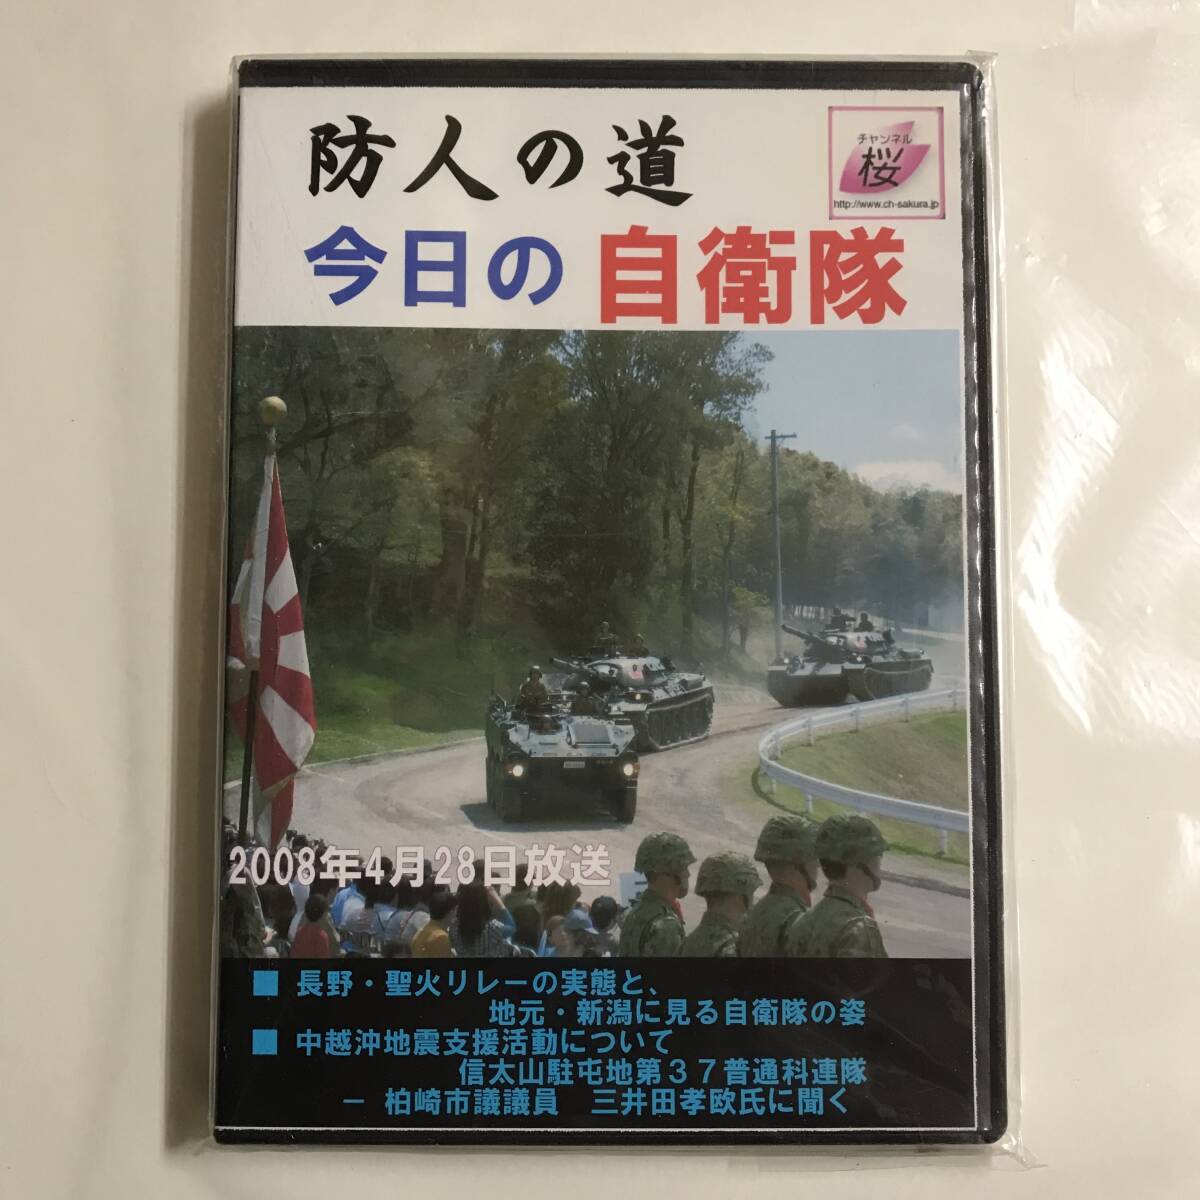 防人の道
チャンネル
桜
http://www.ch-sakura.jp
今日の 自衛隊
2008年4月28日放送
■ 長野・聖火リレーの実態と、
地元・新潟に見る自衛隊の姿
■ 中越沖地震支援活動について
信太山駐屯地第３７普通科連隊
－ 柏崎市議議員　三井田孝欧氏に聞く